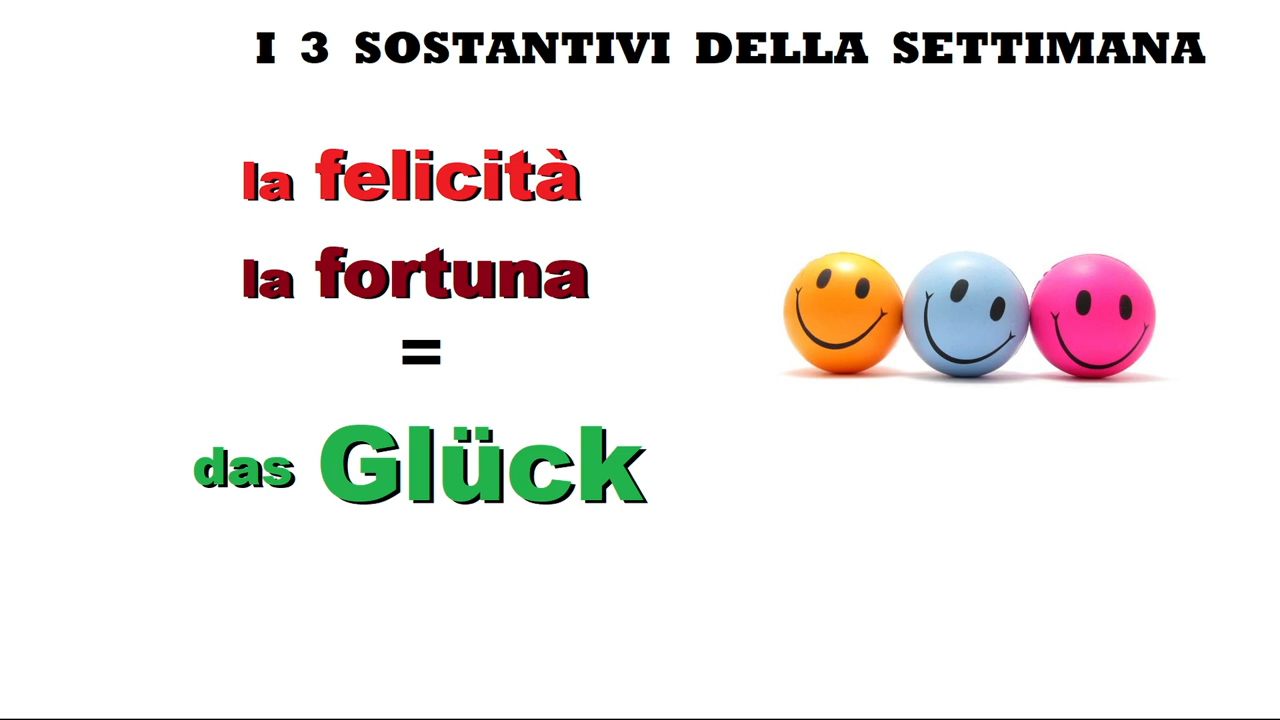 I 3 SOSTANTIVI DELLA SETTIMANA
la felicità
la fortuna
=
das Glück